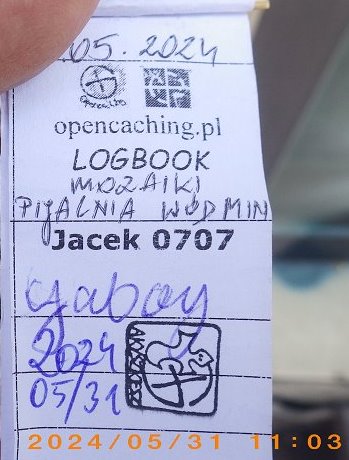 .05.2024
opencaching.pl
LOGBOOK
MOZAIKI
PIJALNIA WÓD MIN
Jacek 0707
gaboy
2024
05/31
2024/05/31 11:03